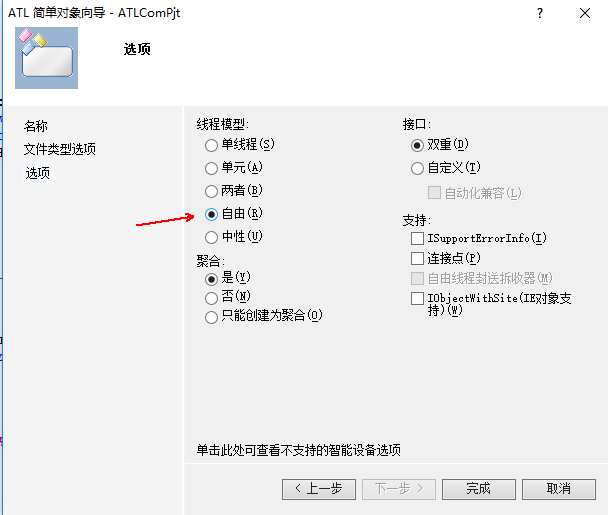 ATL 简单对象向导 - ATLComPjt
选项
名称
文件类型选项
选项
线程模型:
单线程(S)
单元(A)
两者(B)
自由(R)
中性(U)
聚合:
是(Y)
否(N)
只能创建为聚合(O)
接口:
双重(D)
自定义(T)
自动化兼容(L)
支持:
ISupportErrorInfo(I)
连接点(P)
自由线程封送拆收器(M)
IObjectWithSite(IE对象支
持)(W)
单击此处可查看不支持的智能设备选项
< 上一步
下一步 >
完成
取消